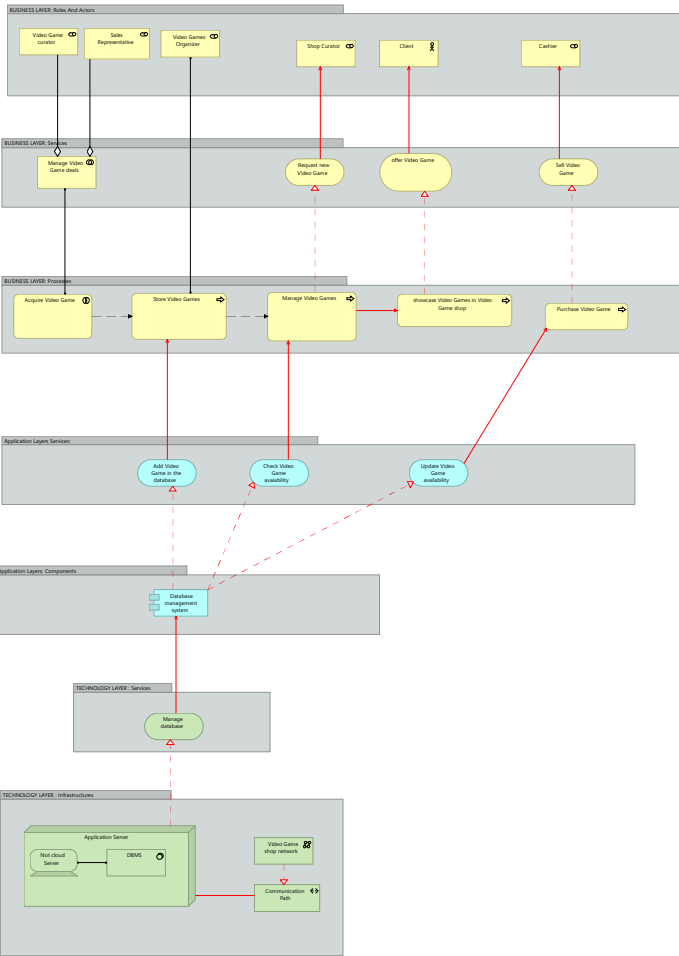 BUSINESS LAYER: Roles And Actors
Video Game
curator
Sales
Representative
Video Games
Organizer
Shop Curator
Client
Cashier
BUSINESS LAYER: Services
Manage Video
Game deals
Request new
Video Game
offer Video Game
Sell Video
Game
BUSINESS LAYER: Processes
Acquire Video Game
Store Video Games
Manage Video Games
showcase Video Games in Video
Game shop
Purchase Video Game
Application Layers Services:
Add Video
Game in the
database
Check Video
Game
avaiability
Update Video
Game
availability
Application Layers: Components
Database
management
system
TECHNOLOGY LAYER : Services
Manage
database
TECHNOLOGY LAYER : Infrastructures
Application Server
Not cloud
Server
DBMS
Video Game
shop network
Communication
Path